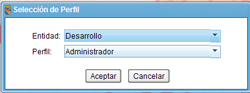 Selección de Perfil
Entidad: Desarrollo
Perfil: Administrador
Aceptar Cancelar